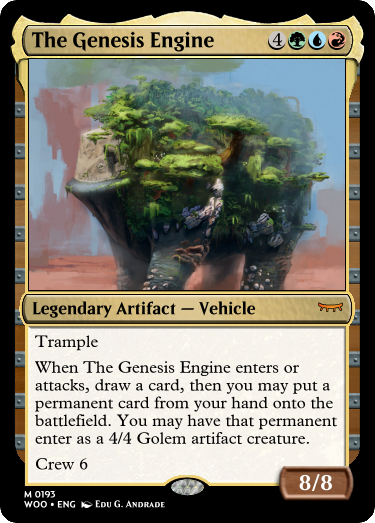 The Genesis Engine 4
Legendary Artifact — Vehicle
Trample
When The Genesis Engine enters or
attacks, draw a card, then you may put a
permanent card from your hand onto the
battlefield. You may have that permanent
enter as a 4/4 Golem artifact creature.
Crew 6
8/8
M 0193
WOO • ENG Edu G. Andrade